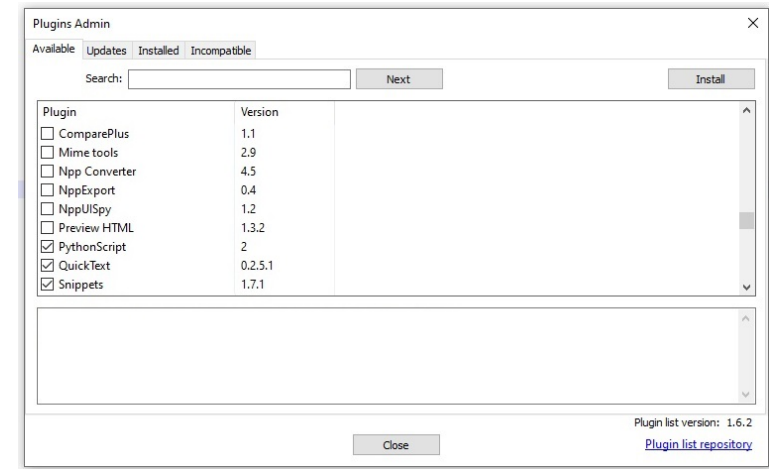 Plugins Admin
Available Updates Installed Incompatible
Search: Next Install
Plugin Version
ComparePlus 1.1
Mime tools 2.9
Npp Converter 4.5
NppExport 0.4
NppUISpy 1.2
Preview HTML 1.3.2
PythonScript 2
QuickText 0.2.5.1
Snippets 1.7.1
Plugin list version: 1.6.2
Close Plugin list repository